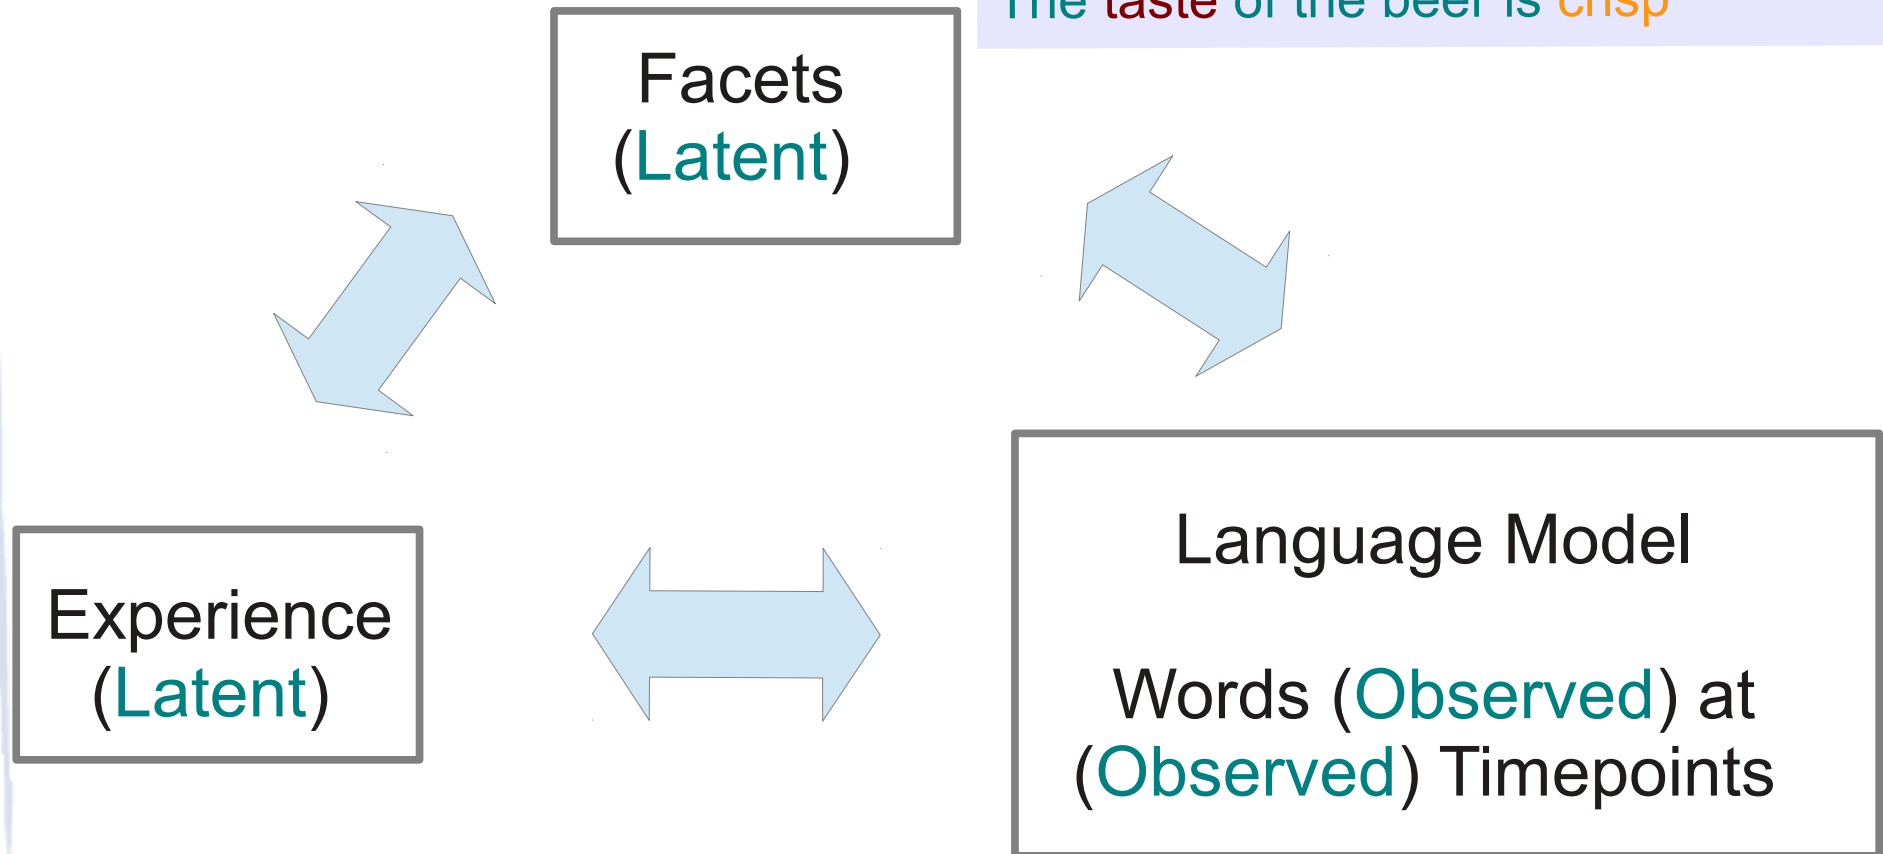 The taste of the beer is crisp
Facets
(Latent)
Experience
(Latent)
Language Model
Words (Observed) at
(Observed) Timepoints